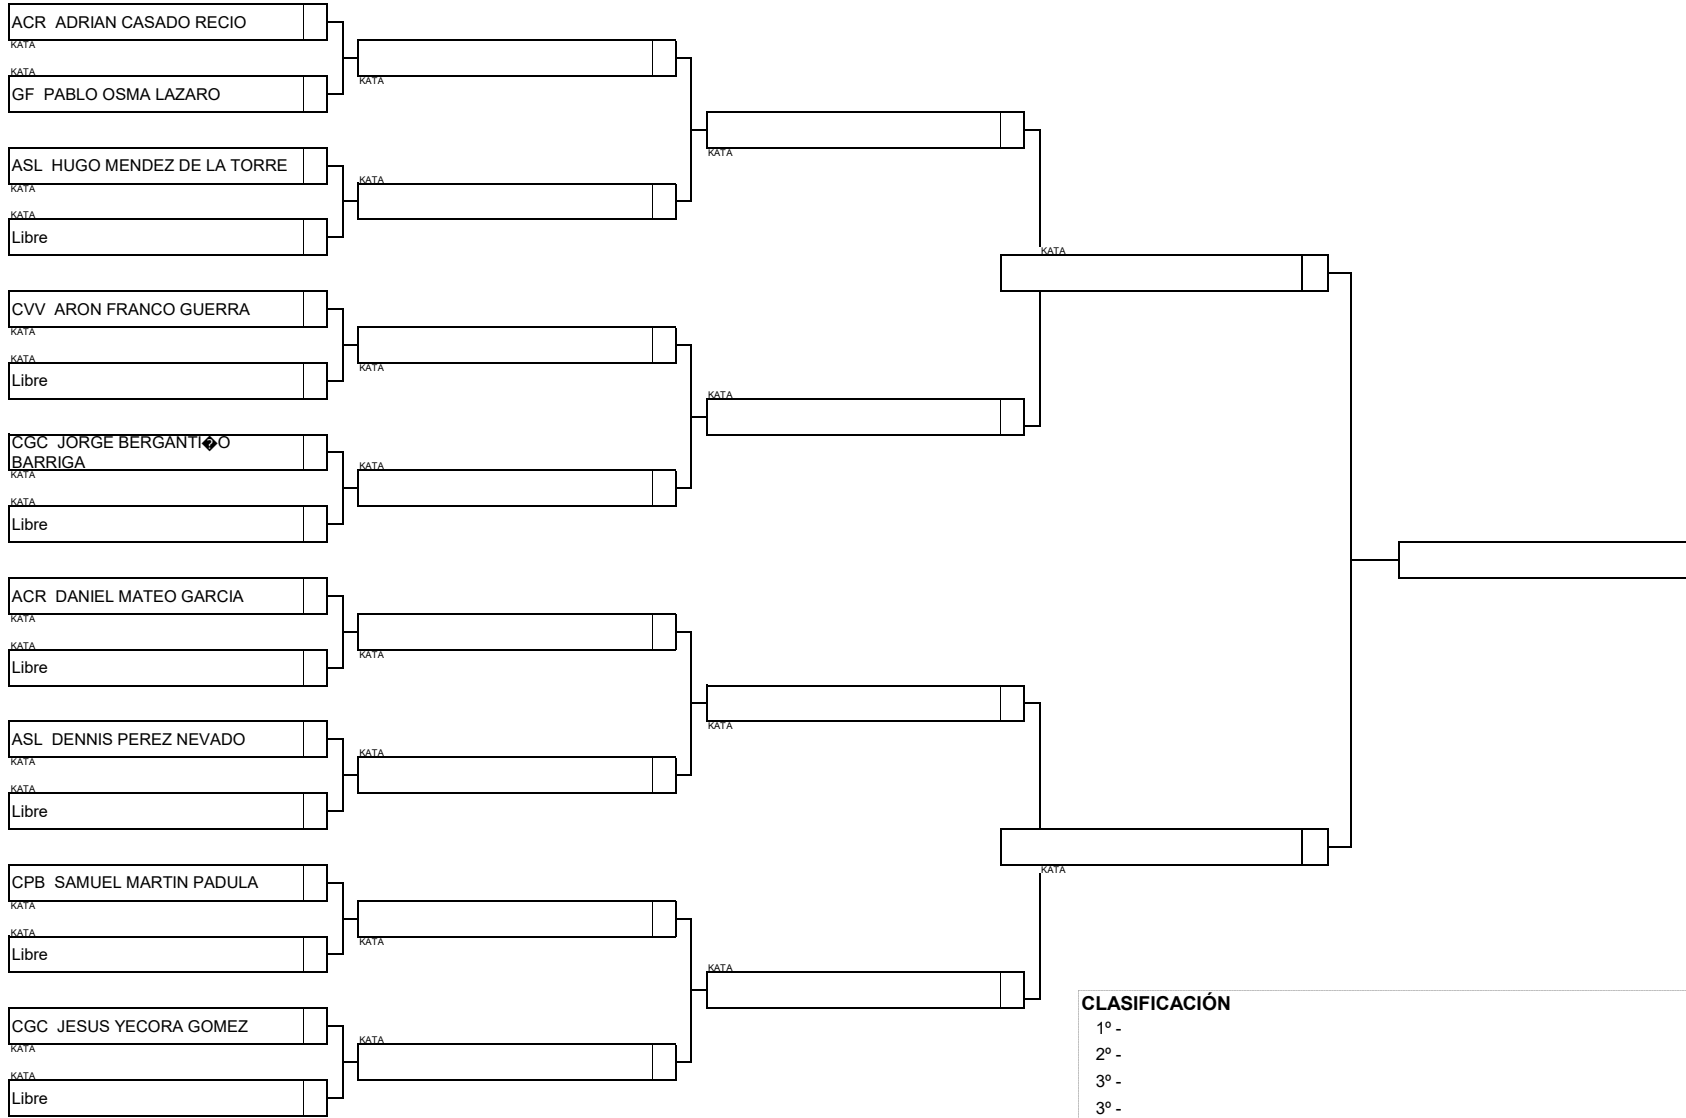 ACR ADRIAN CASADO RECIO
KATA
KATA
GF PABLO OSMA LAZARO
ASL HUGO MENDEZ DE LA TORRE
KATA
KATA
Libre
CVV ARON FRANCO GUERRA
KATA
KATA
Libre
CGC JORGE BERGANTI�O
BARRIGA
KATA
KATA
Libre
ACR DANIEL MATEO GARCIA
KATA
KATA
Libre
ASL DENNIS PEREZ NEVADO
KATA
KATA
Libre
CPB SAMUEL MARTIN PADULA
KATA
KATA
Libre
CGC JESUS YECORA GOMEZ
KATA
KATA
Libre
KATA
KATA
KATA
KATA
KATA
KATA
KATA
KATA
KATA
KATA
KATA
KATA
KATA
KATA
CLASIFICACIÓN
1º -
2º -
3º -
3º -